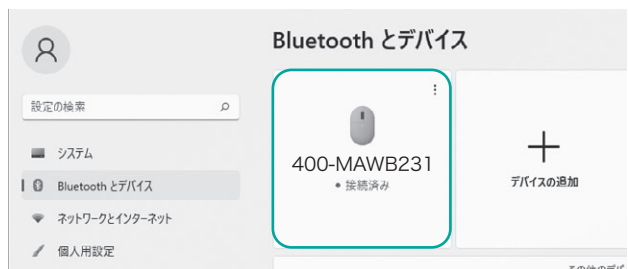 Bluetooth とデバイス
設定の検索
システム
Bluetooth とデバイス
ネットワークとインターネット
個人用設定
400-MAWB231
• 接続済み
デバイスの追加